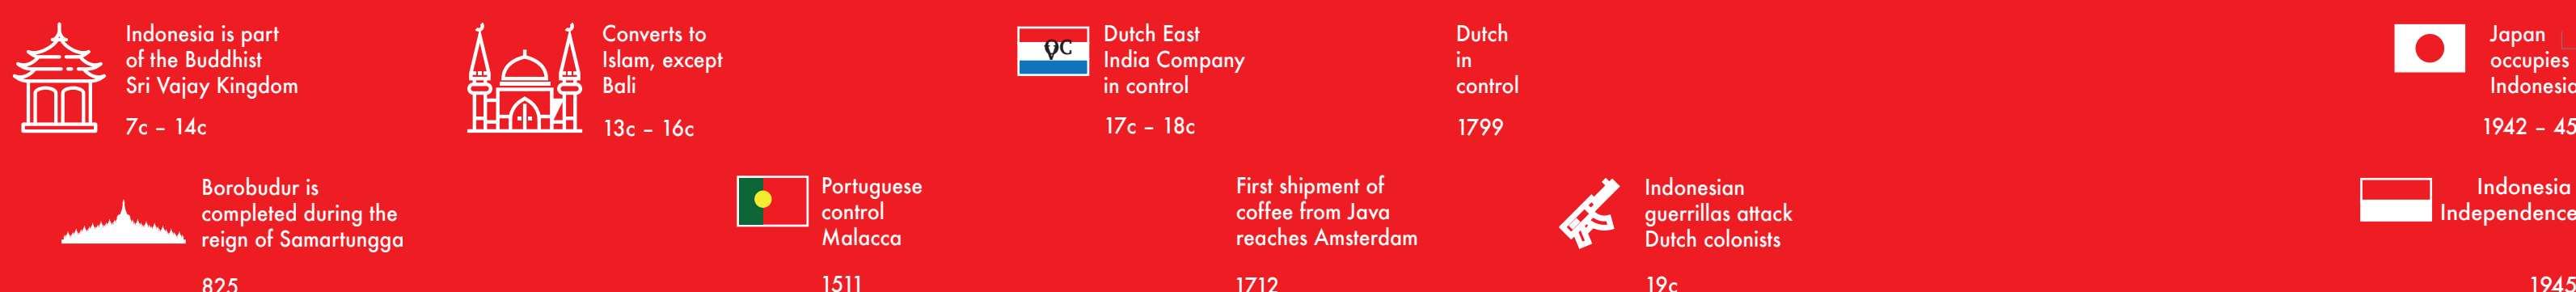 Indonesia is part
of the Buddhist
Sri Vajay Kingdom
7c – 14c
Converts to
Islam, except
Bali
13c – 16c
VOC
Dutch East
India Company
in control
17c – 18c
Dutch
in
control
1799
Japan
occupies
Indonesia
1942 – 45
Borobudur is
completed during the
reign of Samartungga
825
Portuguese
control
Malacca
1511
First shipment of
coffee from Java
reaches Amsterdam
1712
Indonesian
guerrillas attack
Dutch colonists
19c
Indonesia
Independence
1945